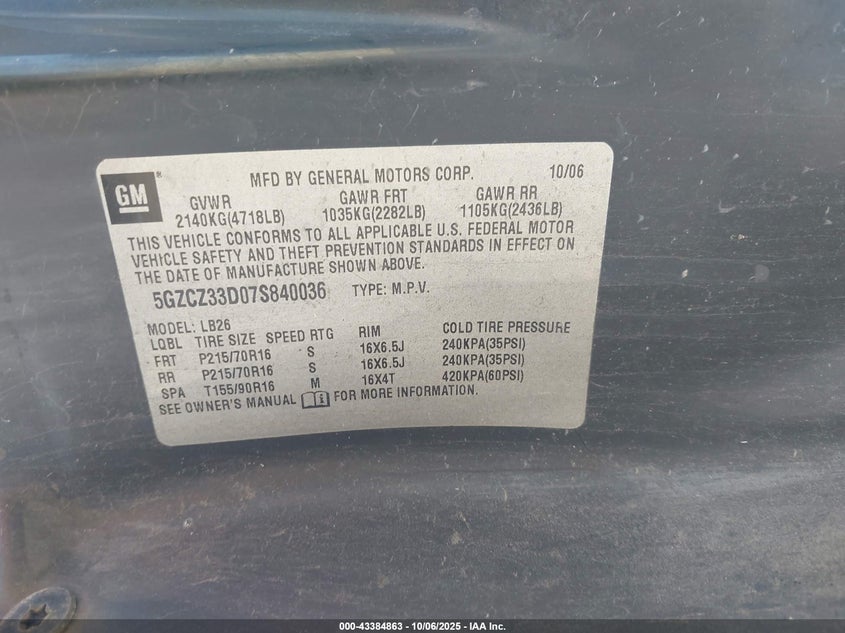 GM
MFD BY GENERAL MOTORS CORP. 10/06
GVWR GAWR FRT GAWR RR
2140KG(4718LB) 1035KG(2282LB) 1105KG(2436LB)
THIS VEHICLE CONFORMS TO ALL APPLICABLE U.S. FEDERAL MOTOR
VEHICLE SAFETY AND THEFT PREVENTION STANDARDS IN EFFECT ON
THE DATE OF MANUFACTURE SHOWN ABOVE.
5GZCZ33D07S840036 TYPE: M.P.V.
MODEL: LB26
LQBL TIRE SIZE SPEED RTG RIM COLD TIRE PRESSURE
FRT P215/70R16 S 16X6.5J 240KPA(35PSI)
RR P215/70R16 S 16X6.5J 240KPA(35PSI)
SPA T155/90R16 M 16X4T 420KPA(60PSI)
SEE OWNER'S MANUAL i FOR MORE INFORMATION.
000-43384863 - 10/06/2025 - IAA Inc.